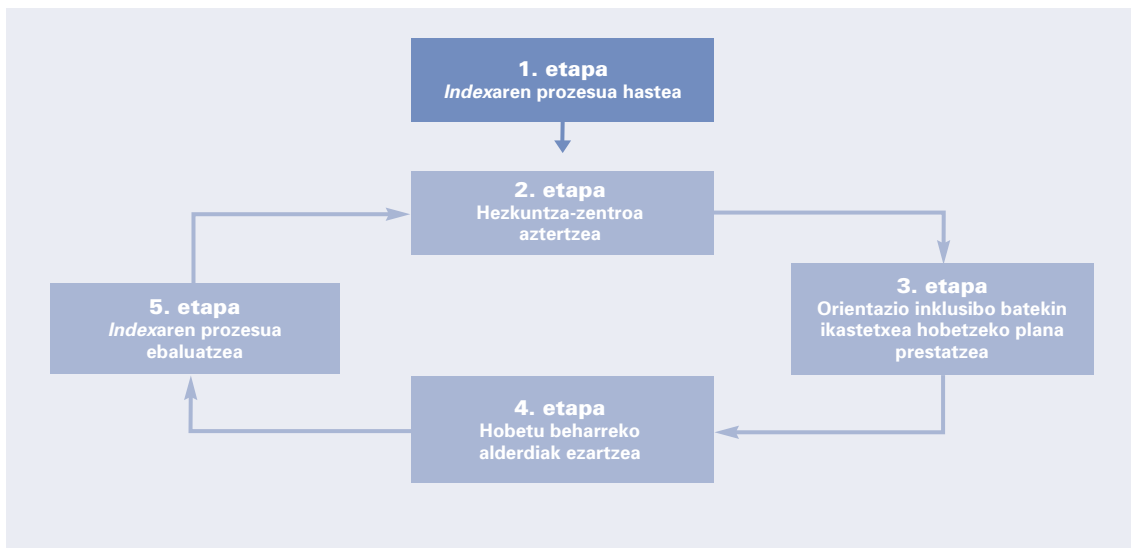 1. etapa
Indexaren prozesua hastea
2. etapa
Hezkuntza-zentroa
aztertzea
3. etapa
Orientazio inklusibo batekin
ikastetxea hobetzeko plana
prestatzea
4. etapa
Hobetu beharreko
alderdiak ezartzea
5. etapa
Indexaren prozesua
ebaluatzea